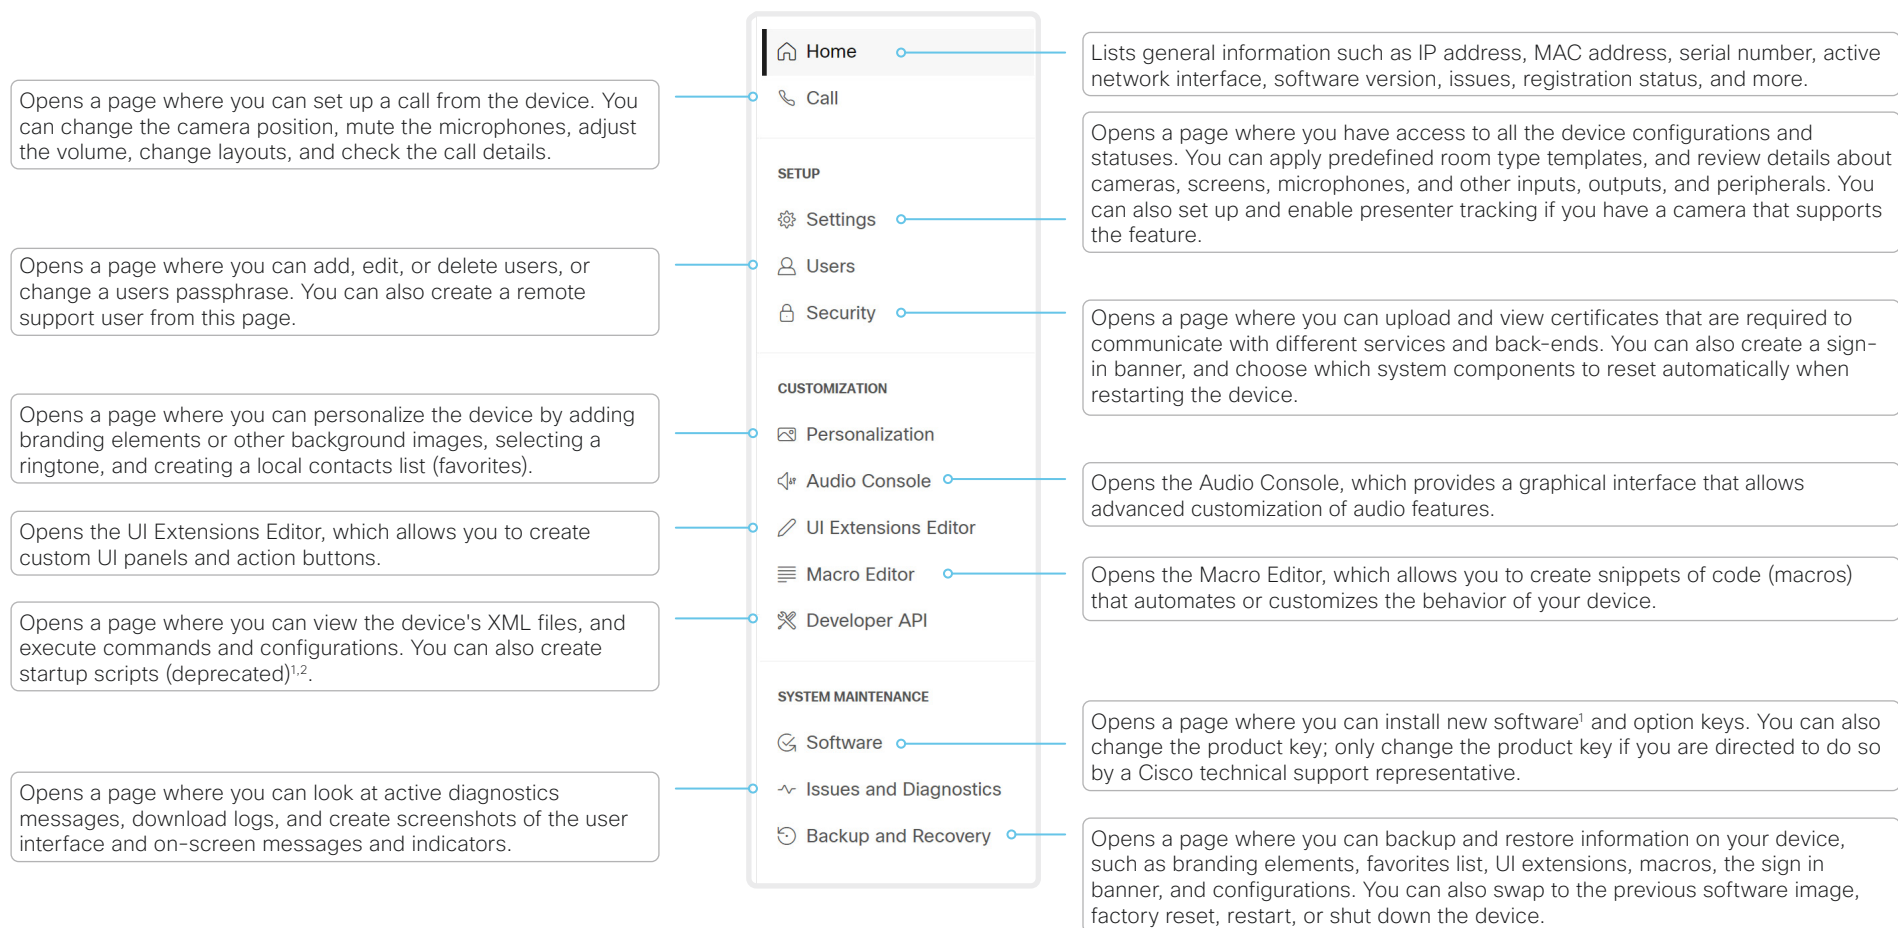 Home
Lists general information such as IP address, MAC address, serial number, active
network interface, software version, issues, registration status, and more.
Opens a page where you can set up a call from the device. You
can change the camera position, mute the microphones, adjust
the volume, change layouts, and check the call details.
Call
Opens a page where you have access to all the device configurations and
statuses. You can apply predefined room type templates, and review details about
cameras, screens, microphones, and other inputs, outputs, and peripherals. You
can also set up and enable presenter tracking if you have a camera that supports
the feature.
SETUP
Settings
Opens a page where you can add, edit, or delete users, or
change a users passphrase. You can also create a remote
support user from this page.
Users
Security
Opens a page where you can upload and view certificates that are required to
communicate with different services and back-ends. You can also create a sign-
in banner, and choose which system components to reset automatically when
restarting the device.
CUSTOMIZATION
Opens a page where you can personalize the device by adding
branding elements or other background images, selecting a
ringtone, and creating a local contacts list (favorites).
Personalization
Audio Console
Opens the Audio Console, which provides a graphical interface that allows
advanced customization of audio features.
Opens the UI Extensions Editor, which allows you to create
custom UI panels and action buttons.
UI Extensions Editor
Macro Editor
Opens the Macro Editor, which allows you to create snippets of code (macros)
that automates or customizes the behavior of your device.
Opens a page where you can view the device's XML files, and
execute commands and configurations. You can also create
startup scripts (deprecated)1,2.
Developer API
SYSTEM MAINTENANCE
Software
Opens a page where you can install new software1 and option keys. You can also
change the product key; only change the product key if you are directed to do so
by a Cisco technical support representative.
Opens a page where you can look at active diagnostics
messages, download logs, and create screenshots of the user
interface and on-screen messages and indicators.
Issues and Diagnostics
Backup and Recovery
Opens a page where you can backup and restore information on your device,
such as branding elements, favorites list, UI extensions, macros, the sign in
banner, and configurations. You can also swap to the previous software image,
factory reset, restart, or shut down the device.